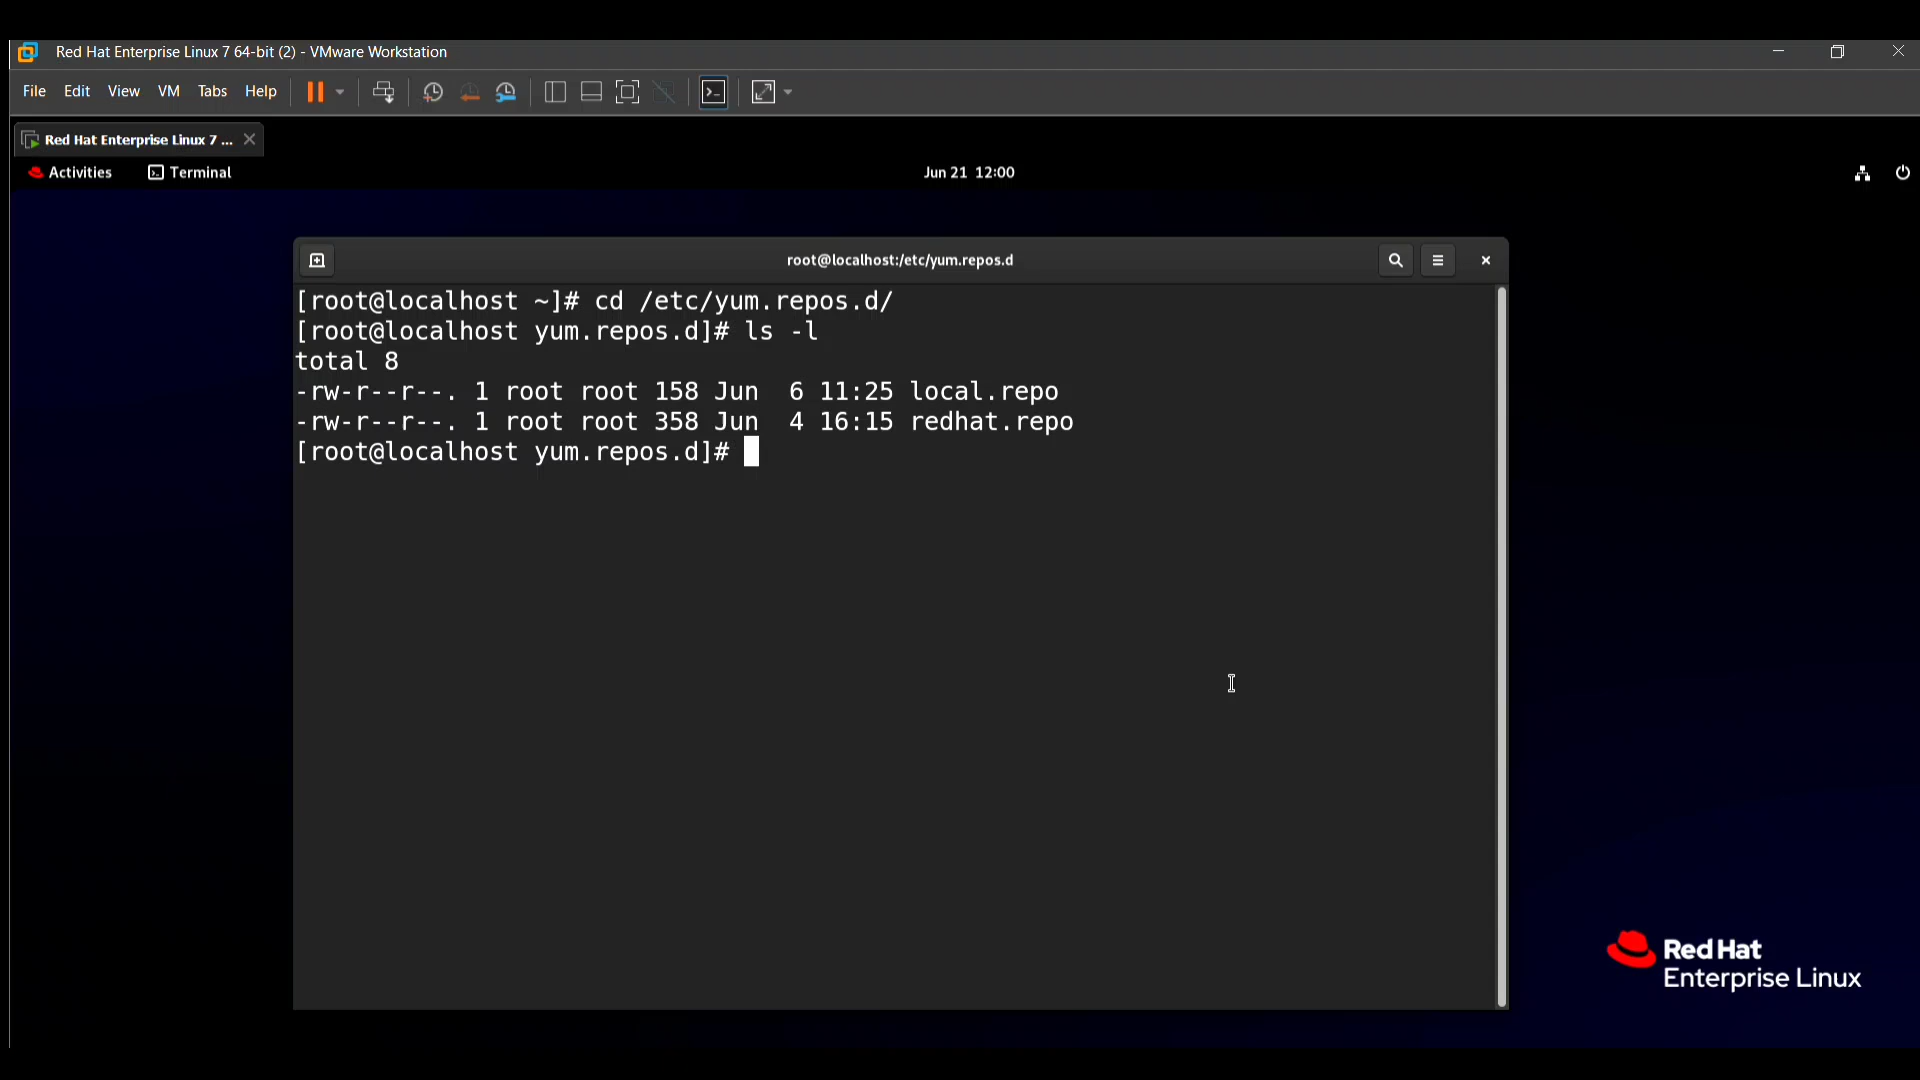 Red Hat Enterprise Linux 7 64-bit (2) - VMware Workstation
File Edit View VM Tabs Help
Red Hat Enterprise Linux 7 ...
Activities Terminal Jun 21 12:00
root@localhost:/etc/yum.repos.d
[root@localhost ~]# cd /etc/yum.repos.d/
[root@localhost yum.repos.d]# ls -l
total 8
-rw-r--r--. 1 root root 158 Jun  6 11:25 local.repo
-rw-r--r--. 1 root root 358 Jun  4 16:15 redhat.repo
[root@localhost yum.repos.d]#
Red Hat
Enterprise Linux